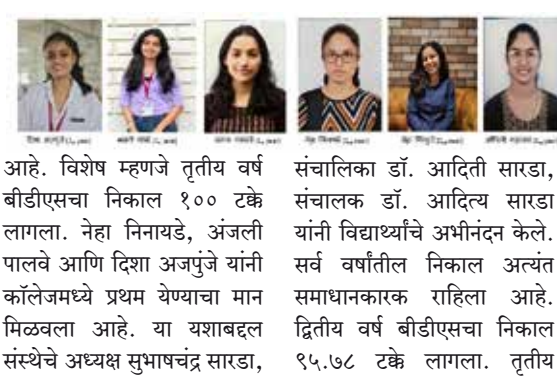 आहे. विशेष म्हणजे तृतीय वर्ष
बीडीएसचा निकाल १०० टक्के
लागला. नेहा निनायडे, अंजली
पालवे आणि दिशा अजपुंजे यांनी
कॉलेजमध्ये प्रथम येण्याचा मान
मिळवला आहे. या यशाबद्दल
संस्थेचे अध्यक्ष सुभाषचंद्र सारडा,
संचालिका डॉ. आदिती सारडा,
संचालक डॉ. आदित्य सारडा
यांनी विद्यार्थ्यांचे अभीनंदन केले.
सर्व वर्षांतील निकाल अत्यंत
समाधानकारक राहिला आहे.
द्वितीय वर्ष बीडीएसचा निकाल
९५.७८ टक्के लागला. तृतीय